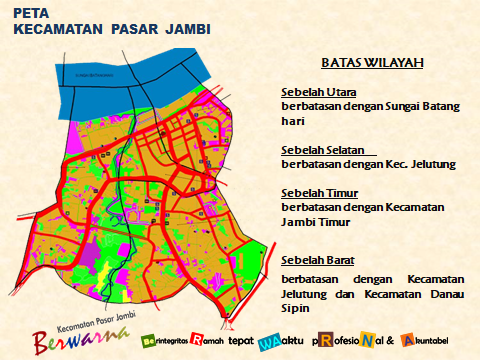 PETA
KECAMATAN PASAR JAMBI
BATAS WILAYAH
Sebelah Utara
berbatasan dengan Sungai Batang
hari
Sebelah Selatan
berbatasan dengan Kec. Jelutung
Sebelah Timur
berbatasan dengan Kecamatan
Jambi Timur
Sebelah Barat
berbatasan dengan Kecamatan
Jelutung dan Kecamatan Danau
Sipin
Kecamatan Pasar Jambi
Berwarna
Berintegritas Ramah tepat WAaktu pRofesioNal & Akuntabel